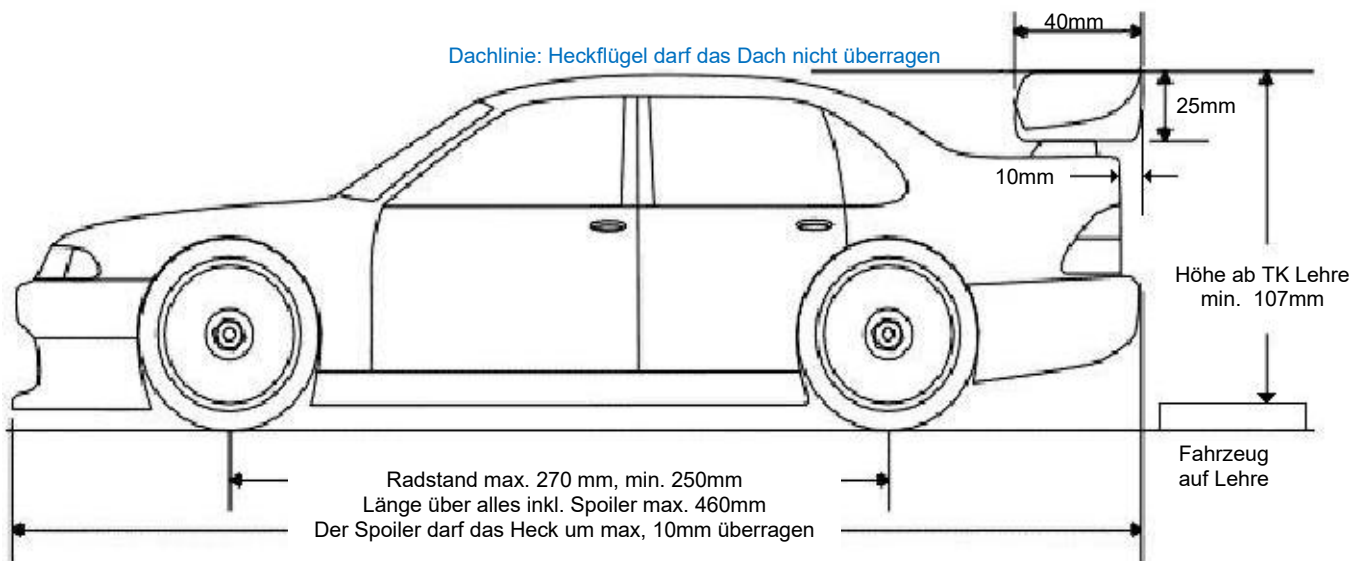 40mm
Dachlinie: Heckflügel darf das Dach nicht überragen
25mm
10mm
Höhe ab TK Lehre
min. 107mm
Fahrzeug
auf Lehre
Radstand max. 270 mm, min. 250mm
Länge über alles inkl. Spoiler max. 460mm
Der Spoiler darf das Heck um max, 10mm überragen